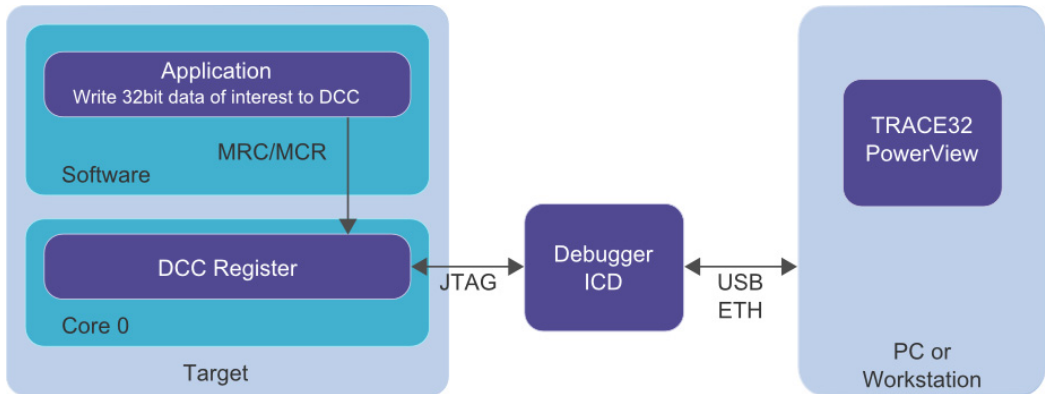 Application
Write 32bit data of interest to DCC
MRC/MCR
Software
DCC Register
Core 0
Target
JTAG
Debugger
ICD
USB
ETH
TRACE32
PowerView
PC or
Workstation